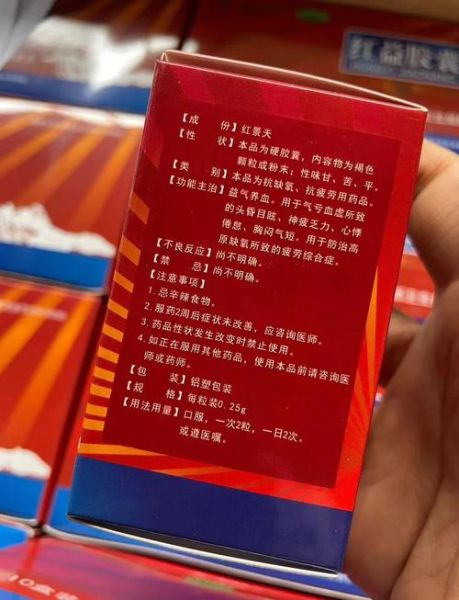 红益胶囊
【成　份】红景天
【性　状】本品为硬胶囊，内容物为褐色
颗粒或粉末；性味甘、苦、平。
【类　别】本品为抗缺氧、抗疲劳用药品。
【功能主治】益气养血。用于气亏血虚所致
的头昏目眩、神疲乏力、心悸
倦怠、胸闷气短。用于防治高
原缺氧所致的疲劳综合症。
【不良反应】尚不明确。
【禁　忌】尚不明确。
【注意事项】
1. 忌辛辣食物。
2. 服药2周后症状未改善，应咨询医师。
3. 药品性状发生改变时禁止使用。
4. 如正在服用其他药品，使用本品前请咨询医
师或药师。
【包　装】铝塑包装
【规　格】每粒装0.25g
【用法用量】口服，一次2粒，一日2次。
或遵医嘱。